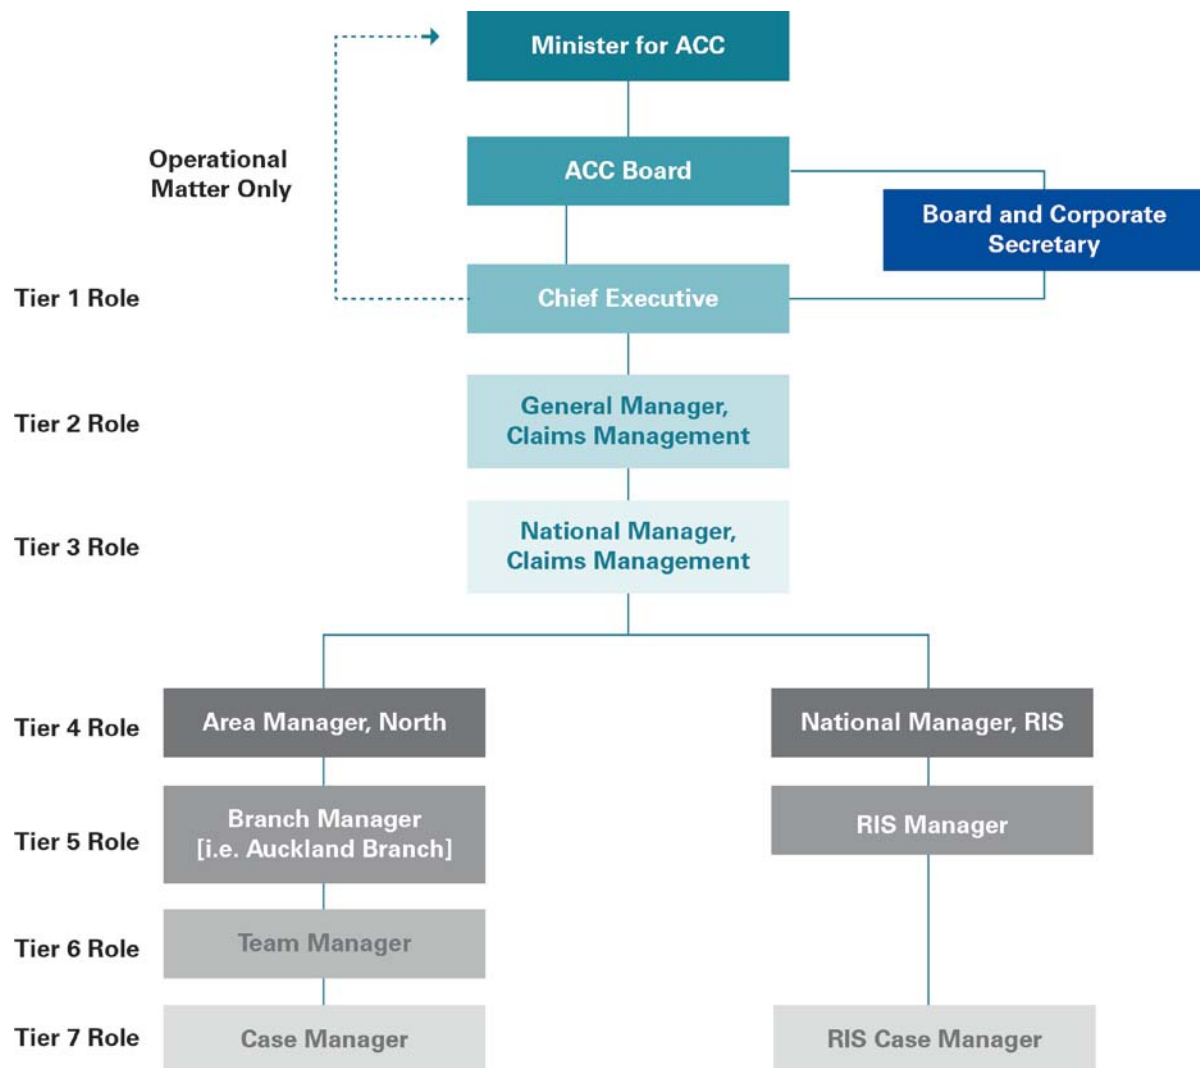 Minister for ACC
Operational
Matter Only
ACC Board
Board and Corporate
Secretary
Tier 1 Role
Chief Executive
Tier 2 Role
General Manager,
Claims Management
Tier 3 Role
National Manager,
Claims Management
Tier 4 Role
Area Manager, North
National Manager, RIS
Tier 5 Role
Branch Manager
[i.e. Auckland Branch]
RIS Manager
Tier 6 Role
Team Manager
Tier 7 Role
Case Manager
RIS Case Manager